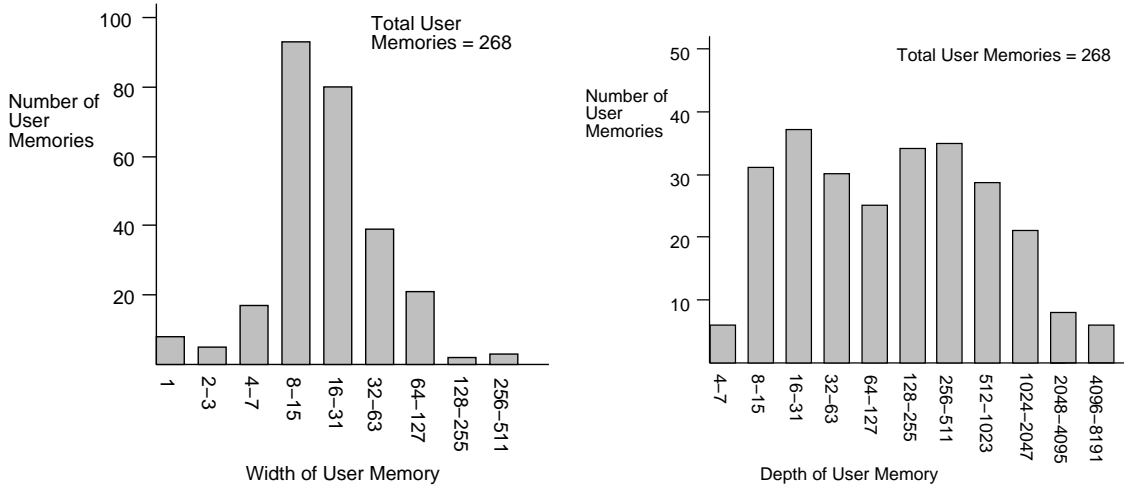 100
80
60
40
20
Total User
Memories = 268
Number of
User
Memories
1
2–3
4–7
8–15
16–31
32–63
64–127
128–255
256–511
Width of User Memory
50
40
30
20
10
Total User Memories = 268
Number of
User
Memories
4–7
8–15
16–31
32–63
64–127
128–255
256–511
512–1023
1024–2047
2048–4095
4096–8191
Depth of User Memory